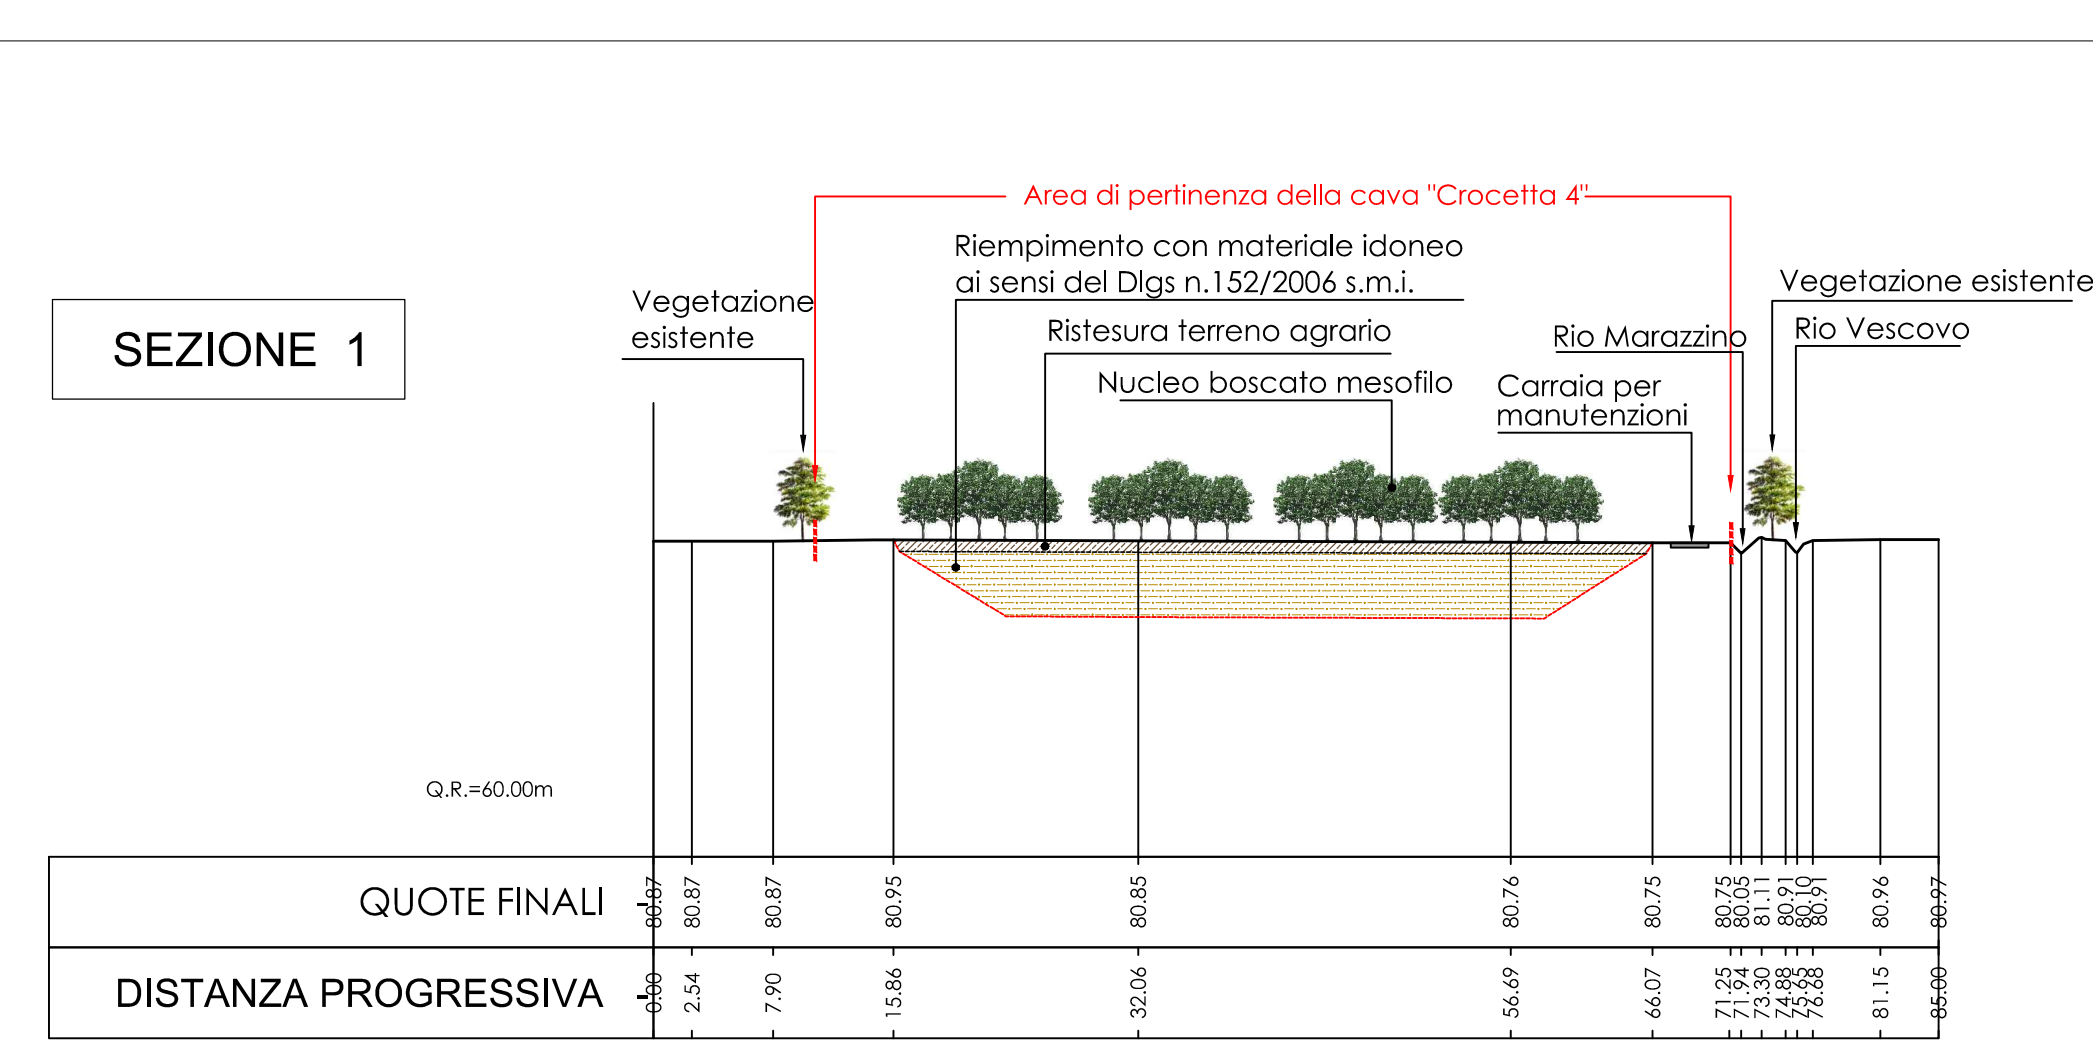 Area di pertinenza della cava "Crocetta 4"
Riempimento con materiale idoneo
ai sensi del Dlgs n.152/2006 s.m.i.
Vegetazione esistente
Vegetazione
esistente
SEZIONE 1
Ristesura terreno agrario
Rio Marazzino
Rio Vescovo
Nucleo boscato mesofilo
Carraia per
manutenzioni
Q.R.=60.00m
QUOTE FINALI
80.87
80.87
80.87
80.95
80.85
80.76
80.75
80.75
80.05
81.11
80.91
80.10
80.91
80.96
80.97
DISTANZA PROGRESSIVA
0.00
2.54
7.90
15.86
32.06
56.69
66.07
71.25
71.94
73.30
74.88
75.65
76.68
81.15
85.00